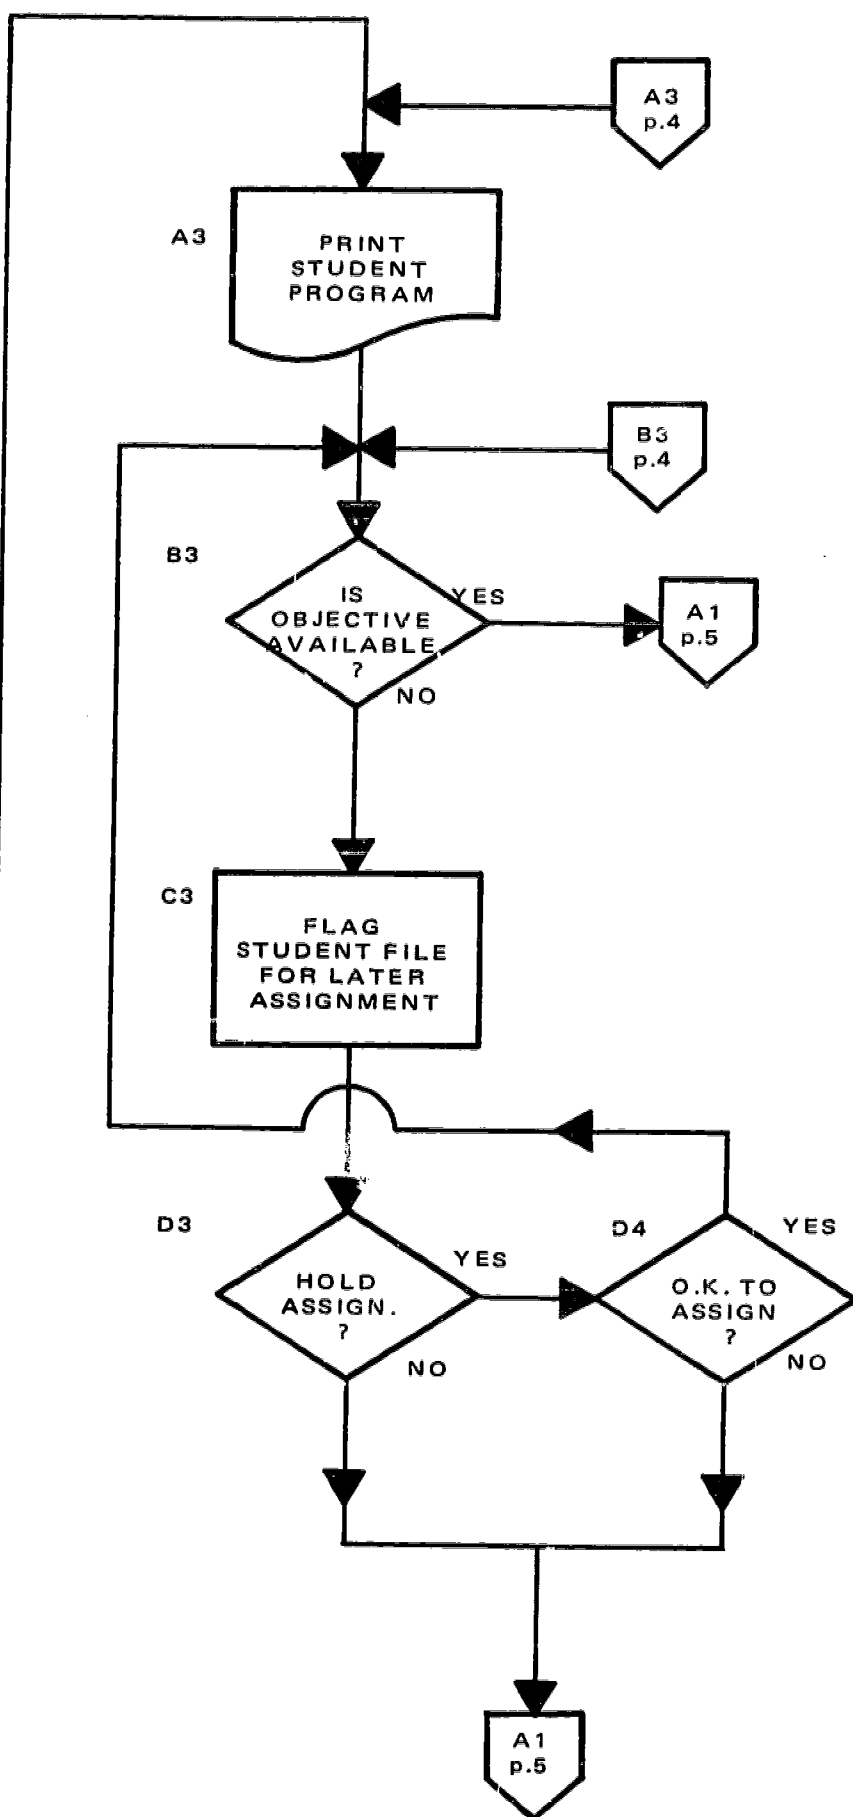 A3
p.4
A3
PRINT
STUDENT
PROGRAM
B3
p.4
B3
IS
OBJECTIVE
AVAILABLE
?
YES
NO
A1
p.5
C3
FLAG
STUDENT FILE
FOR LATER
ASSIGNMENT
D3
HOLD
ASSIGN.
?
YES
NO
D4
O.K. TO
ASSIGN
?
YES
NO
A1
p.5